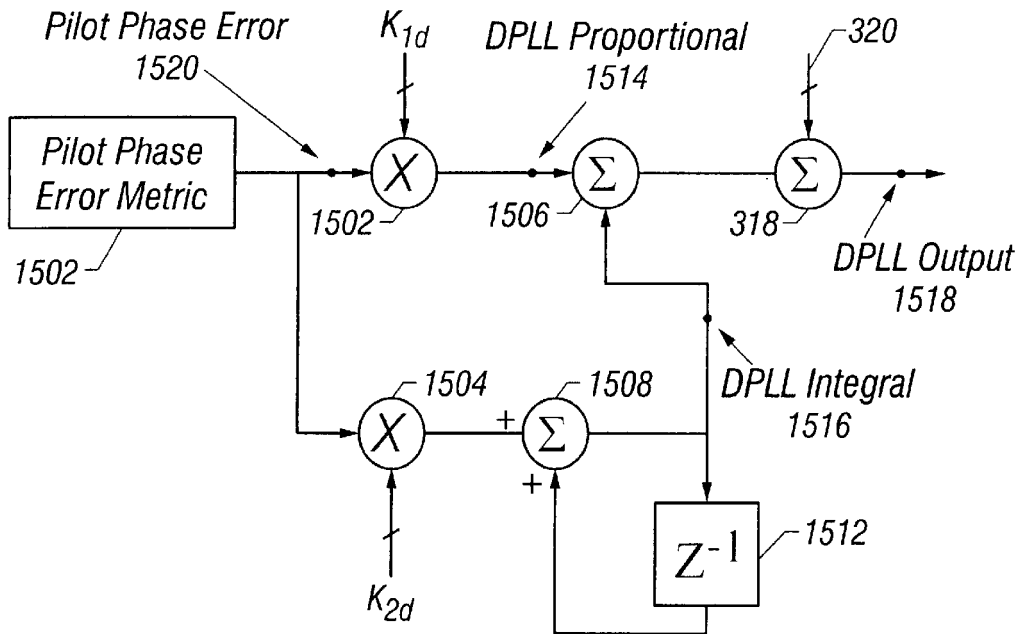 Pilot Phase Error
1520
K1d
DPLL Proportional
1514
320
Pilot Phase
Error Metric
X
Σ
Σ
1502
1502
1506
318
DPLL Output
1518
1504
1508
DPLL Integral
1516
X
+
Σ
+
Z-1
1512
K2d